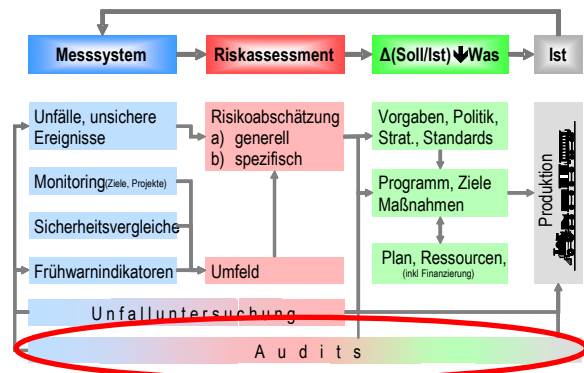 Messsystem
Riskassessment
Δ(Soll/Ist)🡻Was
Ist
Unfälle, unsichere
Ereignisse
Monitoring(Ziele, Projekte)
Sicherheitsvergleiche
Frühwarnindikatoren
Risikoabschätzung
a) generell
b) spezifisch
Umfeld
Vorgaben, Politik,
Strat., Standards
Programm, Ziele
Maßnahmen
Plan, Ressourcen,
(inkl Finanzierung)
Produktion
Unfalluntersuchung
Audits